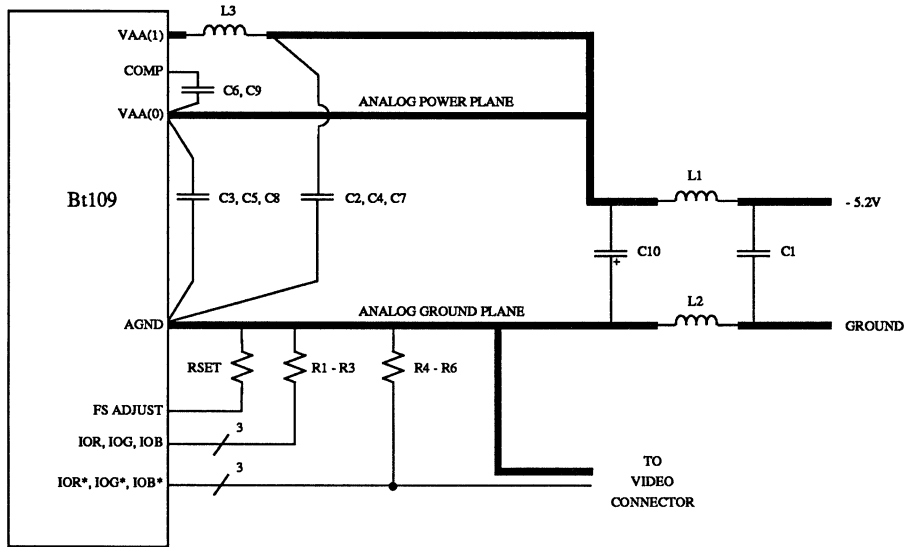 L3
VAA(1)
COMP
C6, C9
VAA(0)
ANALOG POWER PLANE
Bt109
C3, C5, C8
C2, C4, C7
L1
- 5.2V
C10
+
C1
L2
ANALOG GROUND PLANE
AGND
GROUND
RSET
R1 - R3
R4 - R6
FS ADJUST
3
IOR, IOG, IOB
3
IOR*, IOG*, IOB*
TO
VIDEO
CONNECTOR